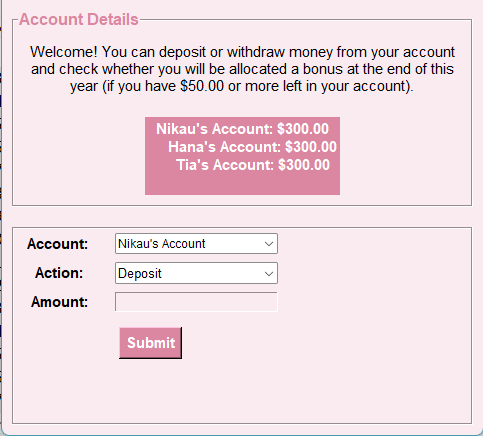 Account Details
Welcome! You can deposit or withdraw money from your account
and check whether you will be allocated a bonus at the end of this
year (if you have $50.00 or more left in your account).
Nikau's Account: $300.00
Hana's Account: $300.00
Tia's Account: $300.00
Account: Nikau's Account
Action: Deposit
Amount:
Submit